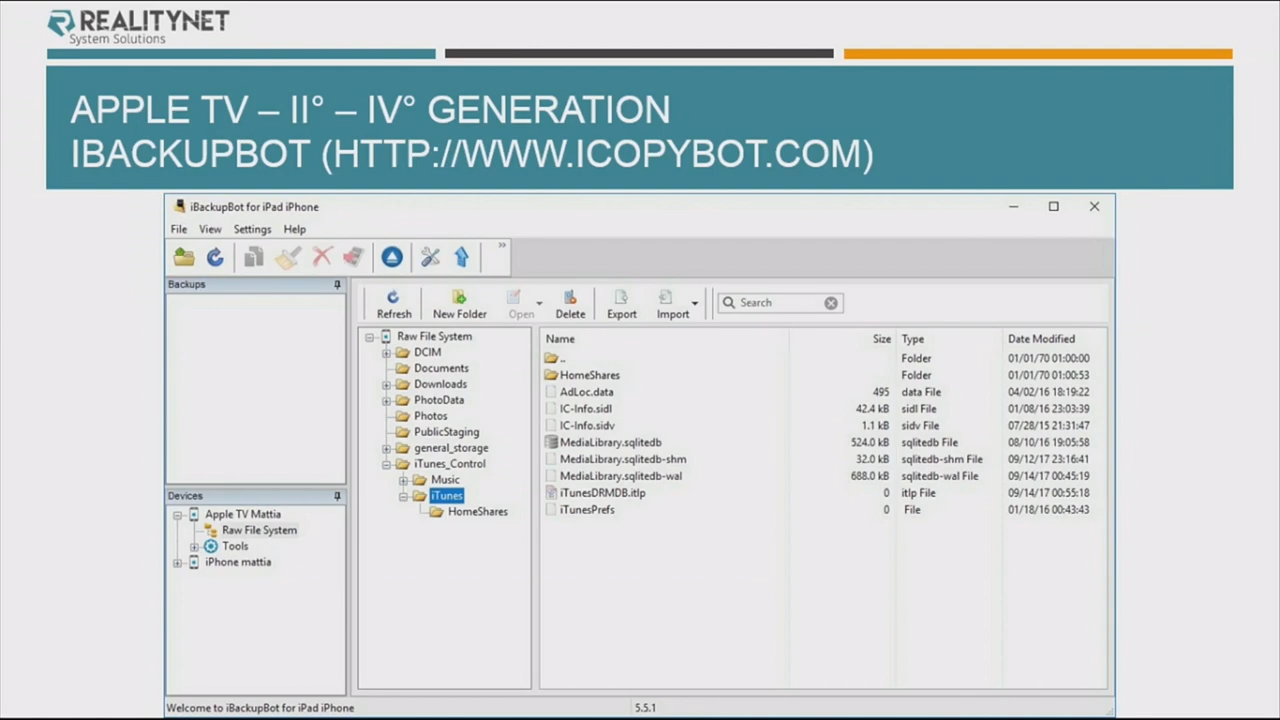 REALITYNET
System Solutions
APPLE TV – II° – IV° GENERATION
IBACKUPBOT (HTTP://WWW.ICOPYBOT.COM)
iBackupBot for iPad iPhone
File View Settings Help
Backups
Refresh New Folder Open Delete Export Import Search
Raw File System
DCIM
Documents
Downloads
PhotoData
Photos
PublicStaging
general_storage
iTunes_Control
Music
iTunes
HomeShares
Name Size Type Date Modified
.. Folder 01/01/70 01:00:00
HomeShares Folder 01/01/70 01:00:53
AdLoc.data 495 data File 04/02/16 18:19:22
IC-Info.sidl 42.4 kB sidl File 01/08/16 23:03:39
IC-Info.sidv 1.1 kB sidv File 07/28/15 21:31:47
MediaLibrary.sqlitedb 524.0 kB sqlitedb File 08/10/16 19:05:58
MediaLibrary.sqlitedb-shm 32.0 kB sqlitedb-shm File 09/12/17 23:16:41
MediaLibrary.sqlitedb-wal 688.0 kB sqlitedb-wal File 09/14/17 00:45:19
iTunesDRMDB.itlp 0 itlp File 09/14/17 00:55:18
iTunesPrefs 0 File 01/18/16 00:43:43
Devices
Apple TV Mattia
Raw File System
Tools
iPhone mattia
Welcome to iBackupBot for iPad iPhone 5.5.1